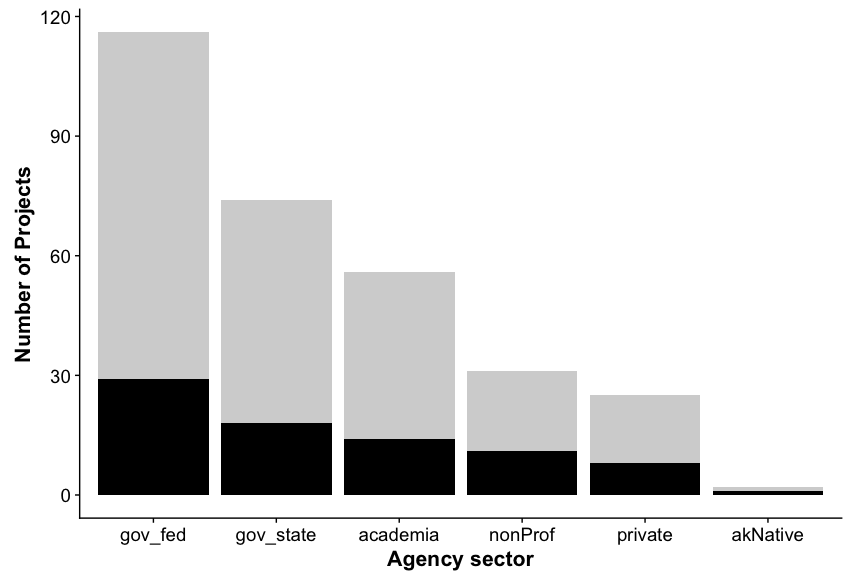 120
90
60
30
0
Number of Projects
gov_fed gov_state academia nonProf private akNative
Agency sector